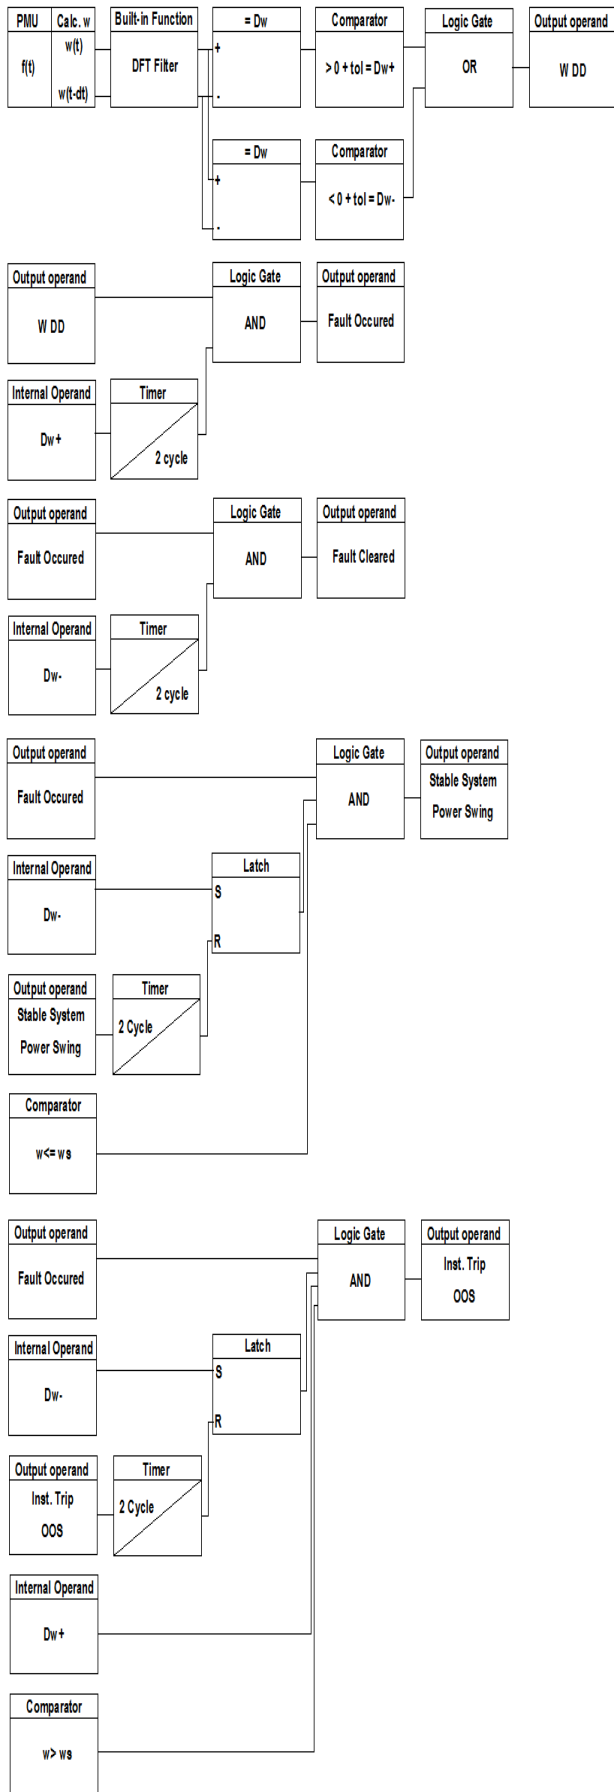 PMU Calc. w Built-in Function = Dw Comparator Logic Gate Output operand
w(t) +
f(t) DFT Filter > 0 + tol = Dw+ OR W DD
w(t-dt) -
= Dw Comparator
+
< 0 + tol = Dw-
-
Output operand Logic Gate Output operand
W DD AND Fault Occured
Internal Operand Timer
Dw+
2 cycle
Output operand Logic Gate Output operand
Fault Occured AND Fault Cleared
Internal Operand Timer
Dw-
2 cycle
Output operand Logic Gate Output operand
Stable System
Fault Occured AND
Power Swing
Internal Operand Latch
S
Dw-
R
Output operand Timer
Stable System
2 Cycle
Power Swing
Comparator
w<= ws
Output operand Logic Gate Output operand
Inst. Trip
Fault Occured AND
OOS
Internal Operand Latch
S
Dw-
R
Output operand Timer
Inst. Trip
2 Cycle
OOS
Internal Operand
Dw+
Comparator
w> ws